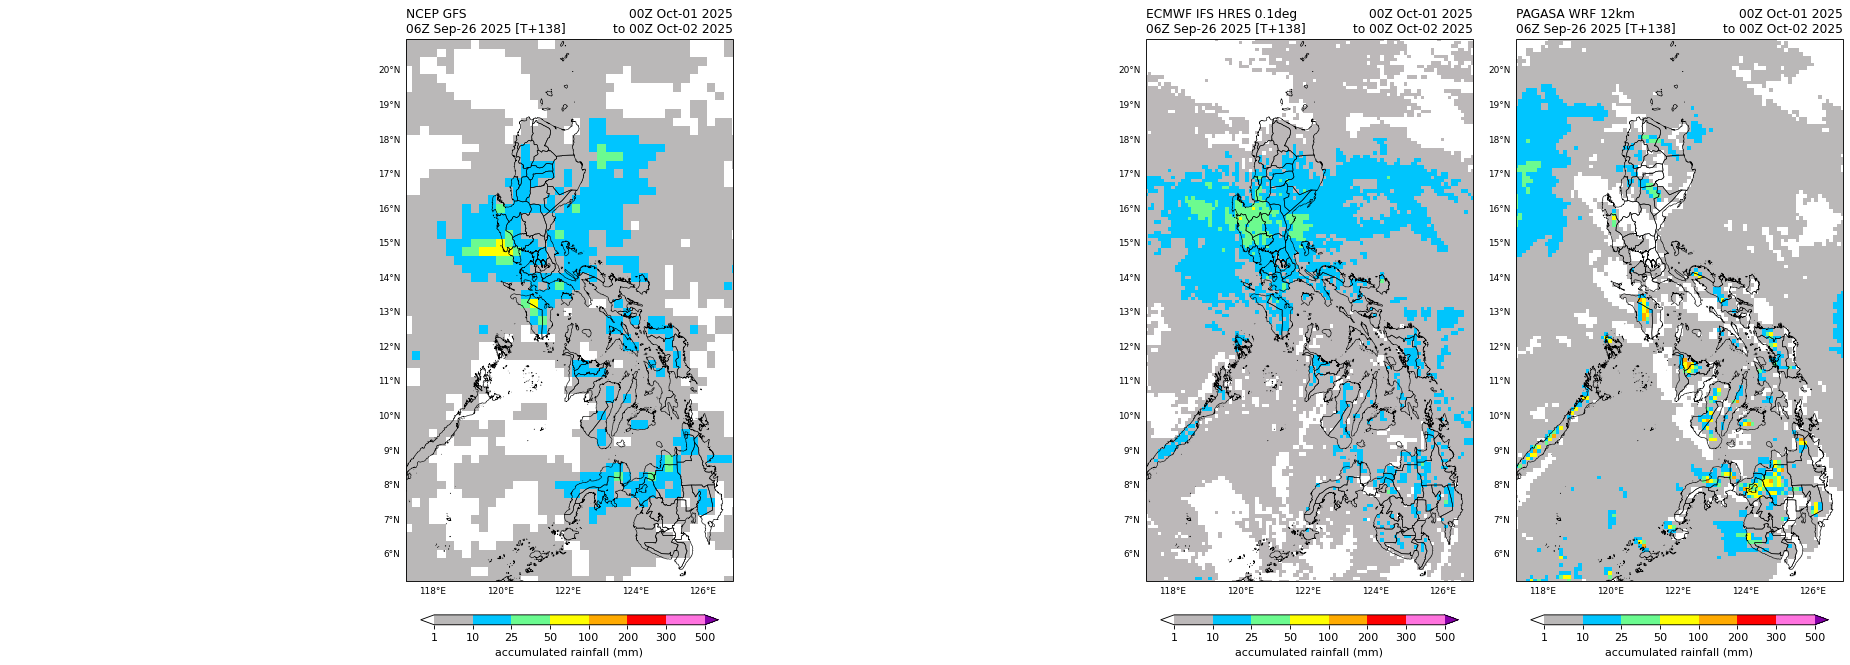 NCEP GFS 00Z Oct-01 2025
06Z Sep-26 2025 [T+138] to 00Z Oct-02 2025
20°N
19°N
18°N
17°N
16°N
15°N
14°N
13°N
12°N
11°N
10°N
9°N
8°N
7°N
6°N
118°E 120°E 122°E 124°E 126°E
1 10 25 50 100 200 300 500
accumulated rainfall (mm)
ECMWF IFS HRES 0.1deg 00Z Oct-01 2025
06Z Sep-26 2025 [T+138] to 00Z Oct-02 2025
20°N
19°N
18°N
17°N
16°N
15°N
14°N
13°N
12°N
11°N
10°N
9°N
8°N
7°N
6°N
118°E 120°E 122°E 124°E 126°E
1 10 25 50 100 200 300 500
accumulated rainfall (mm)
PAGASA WRF 12km 00Z Oct-01 2025
06Z Sep-26 2025 [T+138] to 00Z Oct-02 2025
20°N
19°N
18°N
17°N
16°N
15°N
14°N
13°N
12°N
11°N
10°N
9°N
8°N
7°N
6°N
118°E 120°E 122°E 124°E 126°E
1 10 25 50 100 200 300 500
accumulated rainfall (mm)